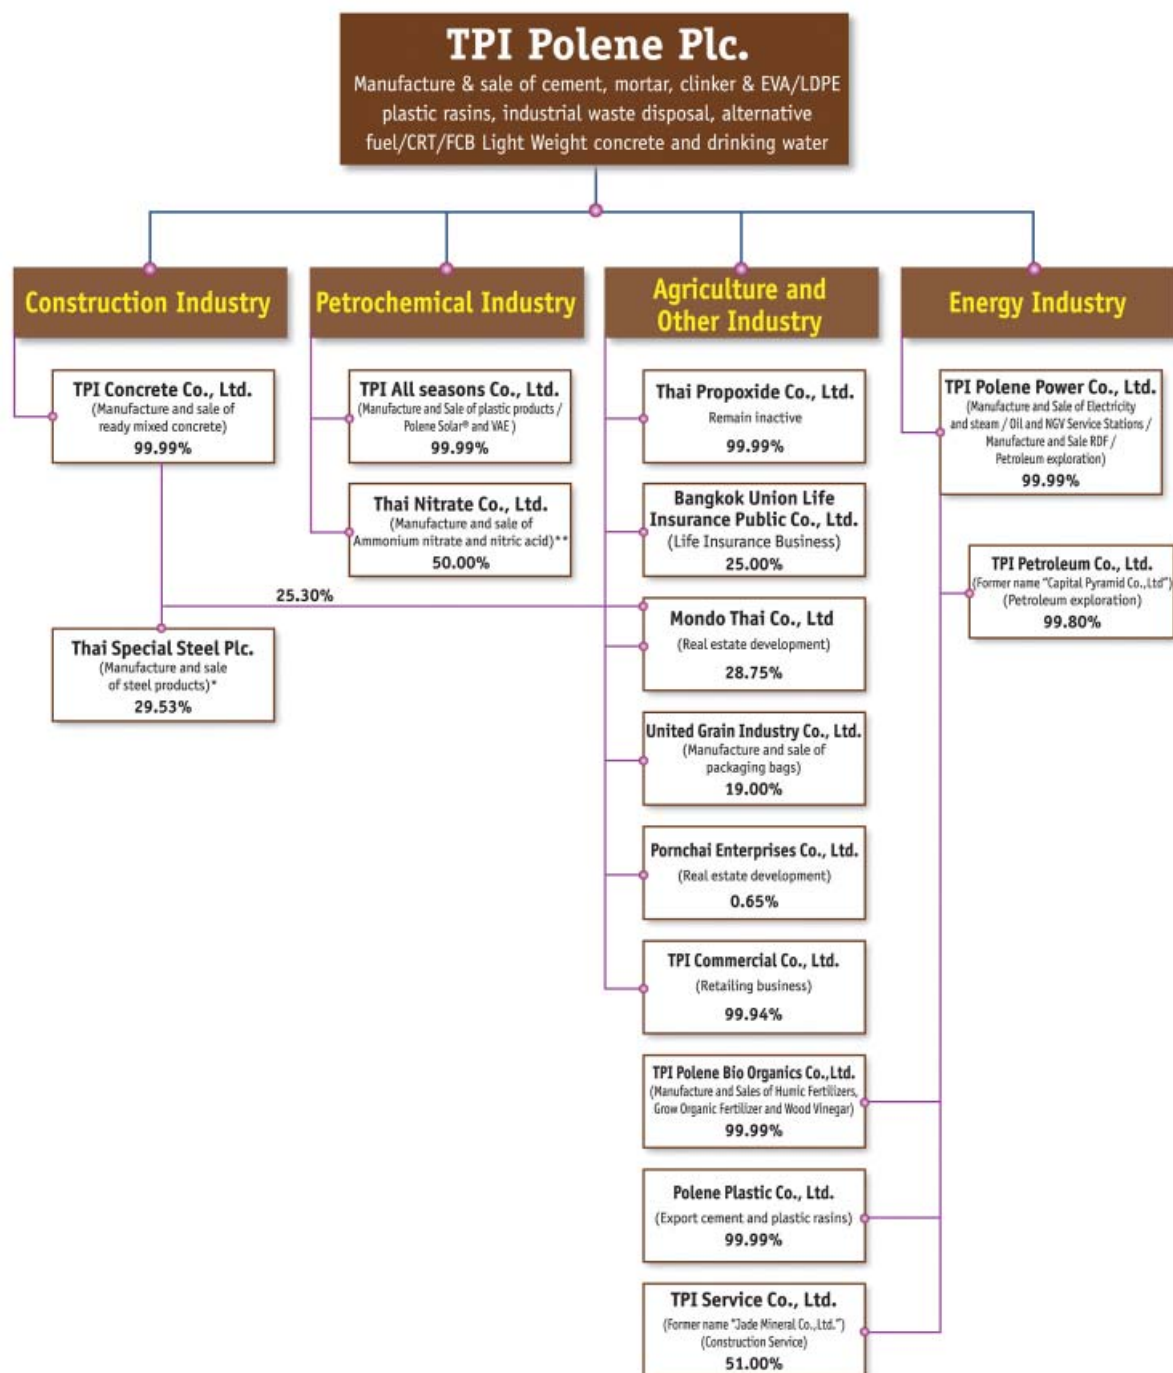 TPI Polene Plc.
Manufacture & sale of cement, mortar, clinker & EVA/LDPE
plastic rasins, industrial waste disposal, alternative
fuel/CRT/FCB Light Weight concrete and drinking water
Construction Industry
TPI Concrete Co., Ltd.
(Manufacture and sale of
ready mixed concrete)
99.99%
Thai Special Steel Plc.
(Manufacture and sale
of steel products)*
29.53%
25.30%
Petrochemical Industry
TPI All seasons Co., Ltd.
(Manufacture and Sale of plastic products /
Polene Solar® and VAE )
99.99%
Thai Nitrate Co., Ltd.
(Manufacture and sale of
Ammonium nitrate and nitric acid)**
50.00%
Agriculture and
Other Industry
Thai Propoxide Co., Ltd.
Remain inactive
99.99%
Bangkok Union Life
Insurance Public Co., Ltd.
(Life Insurance Business)
25.00%
Mondo Thai Co., Ltd
(Real estate development)
28.75%
United Grain Industry Co., Ltd.
(Manufacture and sale of
packaging bags)
19.00%
Pornchai Enterprises Co., Ltd.
(Real estate development)
0.65%
TPI Commercial Co., Ltd.
(Retailing business)
99.94%
TPI Polene Bio Organics Co.,Ltd.
(Manufacture and Sales of Humic Fertilizers,
Grow Organic Fertilizer and Wood Vinegar)
99.99%
Polene Plastic Co., Ltd.
(Export cement and plastic rasins)
99.99%
TPI Service Co., Ltd.
(Former name "Jade Mineral Co.,Ltd.")
(Construction Service)
51.00%
Energy Industry
TPI Polene Power Co., Ltd.
(Manufacture and Sale of Electricity
and steam / Oil and NGV Service Stations /
Manufacture and Sale RDF /
Petroleum exploration)
99.99%
TPI Petroleum Co., Ltd.
(Former name "Capital Pyramid Co.,Ltd")
(Petroleum exploration)
99.80%